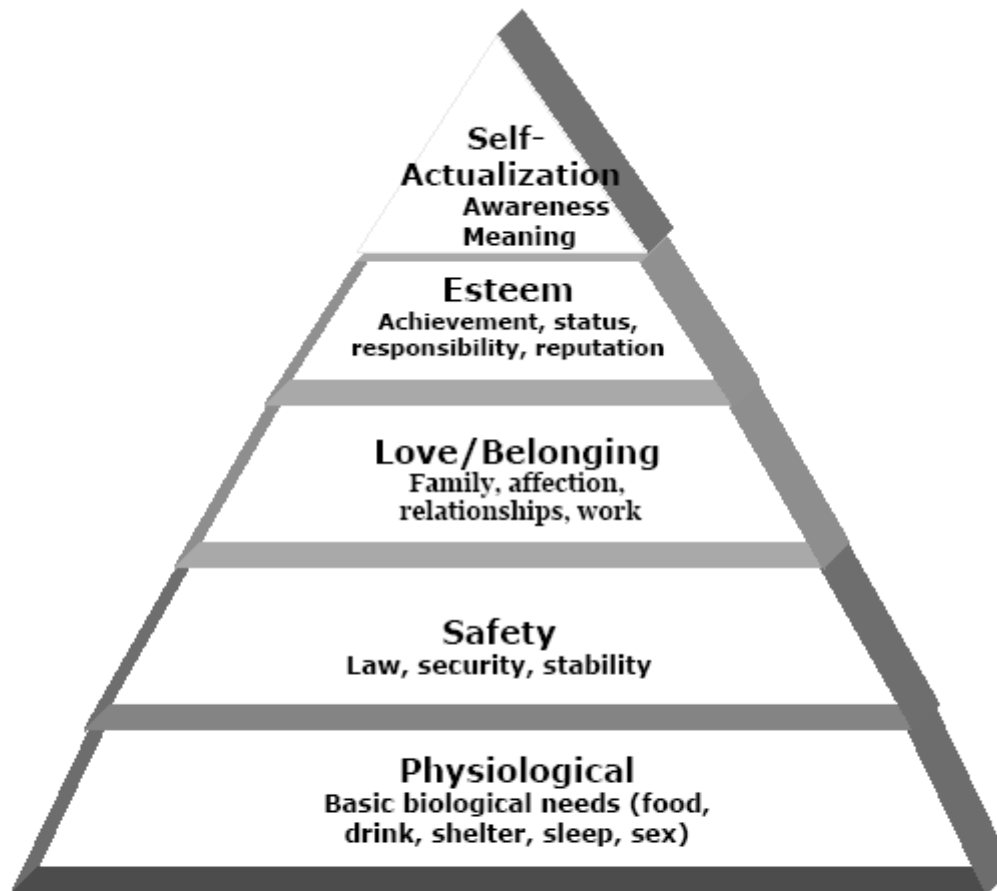 Self-
Actualization
Awareness
Meaning
Esteem
Achievement, status,
responsibility, reputation
Love/Belonging
Family, affection,
relationships, work
Safety
Law, security, stability
Physiological
Basic biological needs (food,
drink, shelter, sleep, sex)